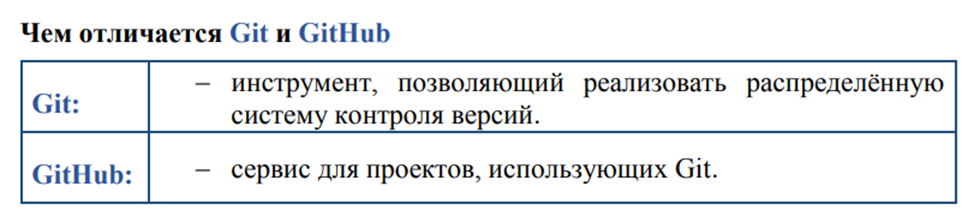 Чем отличается Git и GitHub
Git:
– инструмент, позволяющий реализовать распределённую
систему контроля версий.
GitHub:
– сервис для проектов, использующих Git.